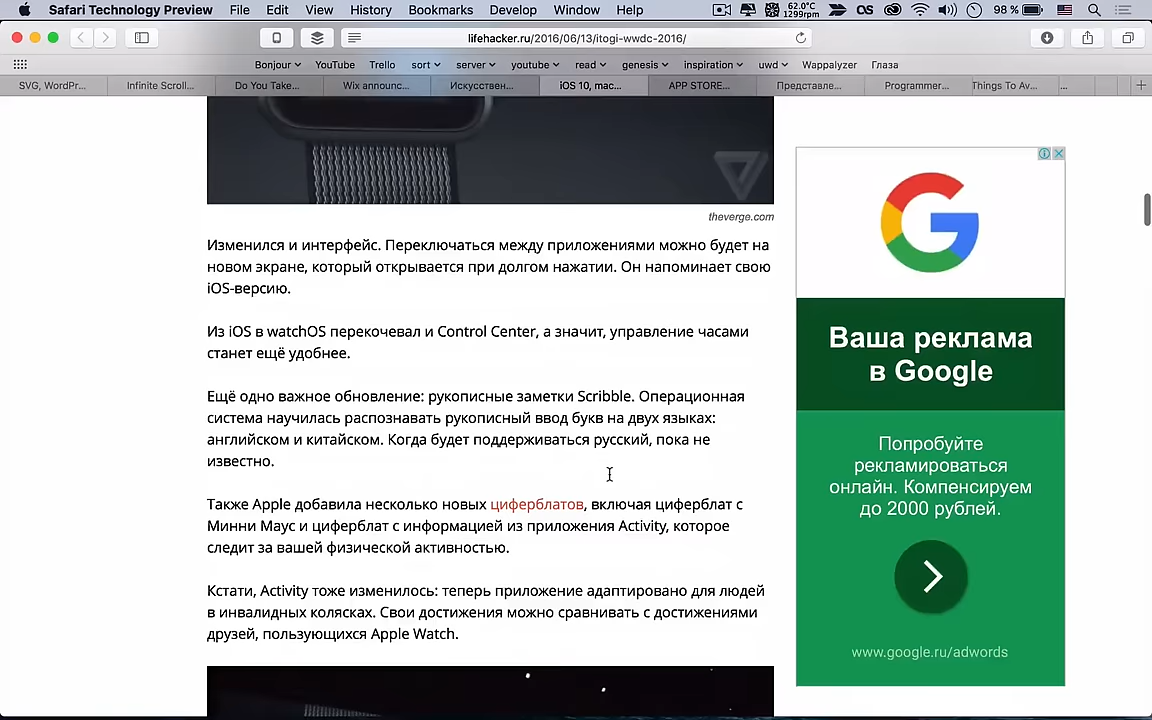 Safari Technology Preview File Edit View History Bookmarks Develop Window Help 62.0°C 1299rpm 98 %
lifehacker.ru/2016/06/13/itogi-wwdc-2016/
Bonjour YouTube Trello sort server youtube read genesis inspiration uwd Wappalyzer Глаза
SVG, WordPr... Infinite Scroll... Do You Take... Wix announc... Искусствен... iOS 10, mac... APP STORE... Представле... Programmer... Things To Av... ...
theverge.com
Изменился и интерфейс. Переключаться между приложениями можно будет на
новом экране, который открывается при долгом нажатии. Он напоминает свою
iOS-версию.
Из iOS в watchOS перекочевал и Control Center, а значит, управление часами
станет ещё удобнее.
Ещё одно важное обновление: рукописные заметки Scribble. Операционная
система научилась распознавать рукописный ввод букв на двух языках:
английском и китайском. Когда будет поддерживаться русский, пока не
известно.
Также Apple добавила несколько новых циферблатов, включая циферблат с
Минни Маус и циферблат с информацией из приложения Activity, которое
следит за вашей физической активностью.
Кстати, Activity тоже изменилось: теперь приложение адаптировано для людей
в инвалидных колясках. Свои достижения можно сравнивать с достижениями
друзей, пользующихся Apple Watch.
Ваша реклама
в Google
Попробуйте
рекламироваться
онлайн. Компенсируем
до 2000 рублей.
www.google.ru/adwords